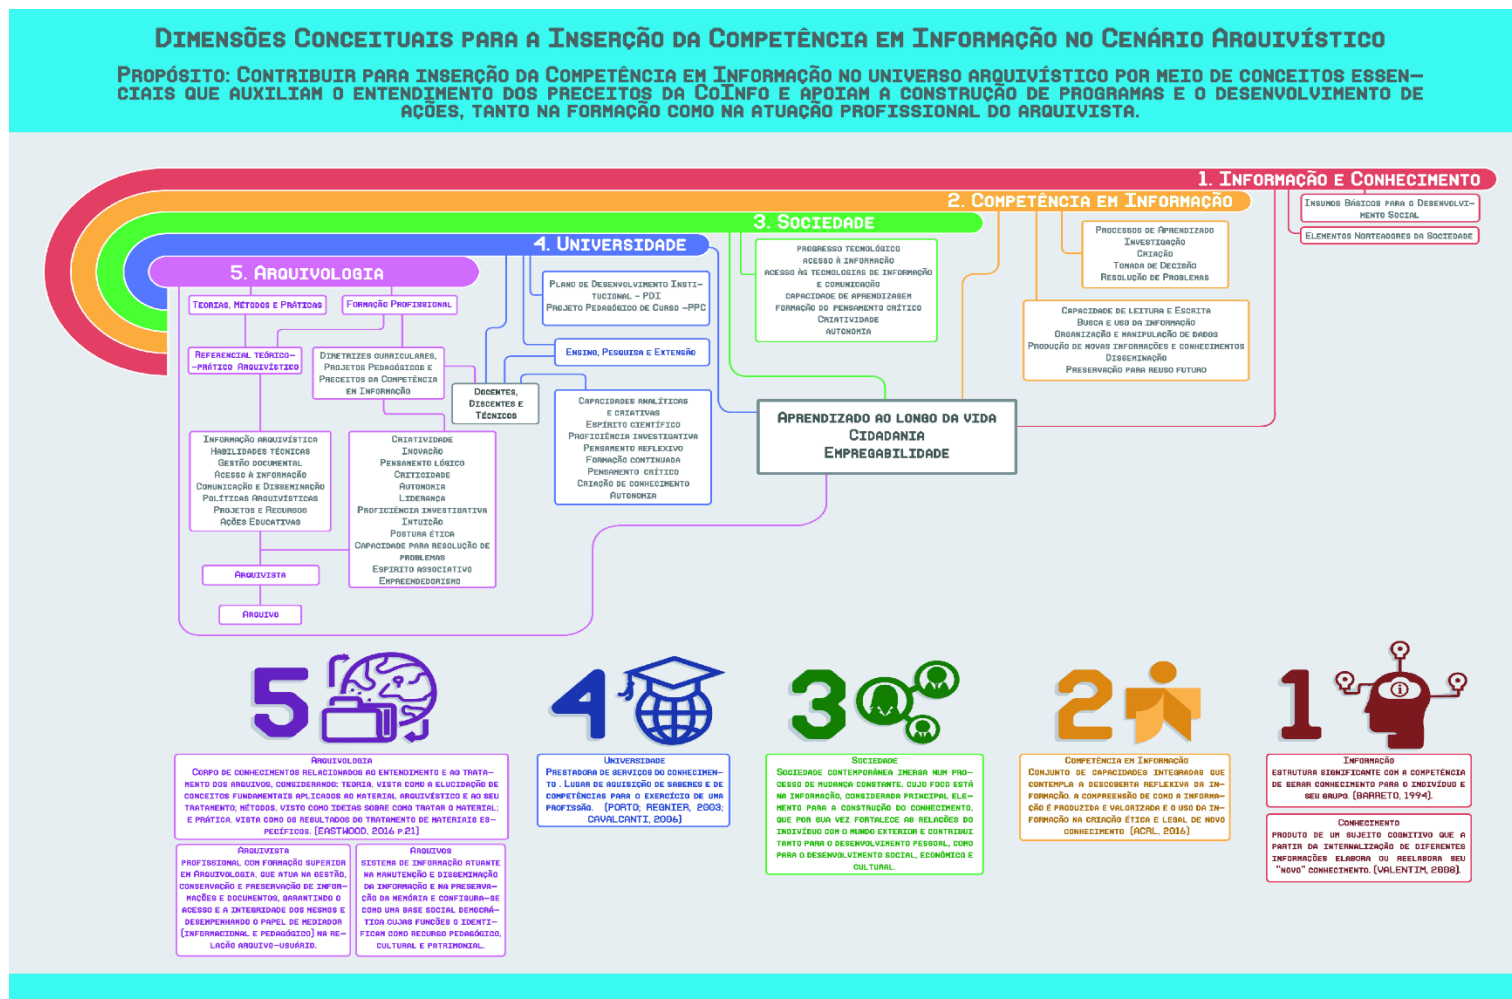 Dimensões Conceituais para a Inserção da Competência em Informação no Cenário Arquivístico
Propósito: Contribuir para inserção da Competência em Informação no universo arquivístico por meio de conceitos essen-
ciais que auxiliam o entendimento dos preceitos da CoInfo e apoiam a construção de programas e o desenvolvimento de
ações, tanto na formação como na atuação profissional do arquivista.
1. Informação e Conhecimento
Insumos Básicos para o Desenvolvi-
mento Social
Elementos Norteadores da Sociedade
2. Competência em Informação
Processos de Aprendizado
Investigação
Criação
Tomada de Decisão
Resolução de Problemas
Capacidade de Leitura e Escrita
Busca e uso da informação
Organização e manipulação de dados
Produção de novas informações e conhecimentos
Disseminação
Preservação para reuso futuro
3. Sociedade
Progresso tecnológico
Acesso à informação
Acesso às tecnologias de informação
e comunicação
Capacidade de aprendizagem
Formação do pensamento crítico
Criatividade
Autonomia
4. Universidade
Plano de Desenvolvimento Insti-
tucional - PDI
Projeto Pedagógico de Curso -PPC
Ensino, Pesquisa e Extensão
Docentes,
Discentes e
Técnicos
Capacidades analíticas
e criativas
Espírito científico
Proficiência investigativa
Pensamento reflexivo
Formação continuada
Pensamento crítico
Criação de conhecimento
Autonomia
5. Arquivologia
Teorias, Métodos e Práticas
Formação Profissional
Referencial teórico-
-prático Arquivístico
Diretrizes curriculares,
Projetos Pedagógicos e
Preceitos da Competência
em Informação
Informação arquivística
Habilidades técnicas
Gestão documental
Acesso à informação
Comunicação e Disseminação
Políticas Arquivísticas
Projetos e Recursos
Ações Educativas
Criatividade
Inovação
Pensamento lógico
Criticidade
Autonomia
Liderança
Proficiência investigativa
Intuição
Postura ética
Capacidade para resolução de
problemas
Espirito associativo
Empreendedorismo
Arquivista
Arquivo
Aprendizado ao longo da vida
Cidadania
Empregabilidade
5
4
3
2
1
Arquivologia
Corpo de conhecimentos relacionados ao entendimento e ao trata-
mento dos arquivos, considerando: teoria, vista como a elucidação de
conceitos fundamentais aplicados ao material arquivístico e ao seu
tratamento; métodos, visto como ideias sobre como tratar o material;
e prática, vista como os resultados do tratamento de materiais es-
pecíficos. (EASTWOOD, 2016 p.21)
Arquivista
profissional com formação superior
em Arquivologia, que atua na gestão,
conservação e preservação de infor-
mações e documentos, garantindo o
acesso e a integridade dos mesmos e
desempenhando o papel de mediador
(informacional e pedagógico) na re-
lação arquivo-usuário.
Arquivos
sistema de informação atuante
na manutenção e disseminação
da informação e na preserva-
ção da memória e configura-se
como uma base social democrá-
tica cujas funções o identi-
ficam como recurso pedagógico,
cultural e patrimonial.
Universidade
Prestadora de serviços do conhecimen-
to . Lugar de aquisição de saberes e de
competências para o exercício de uma
profissão. (PORTO; REGNIER, 2003;
CAVALCANTI, 2006)
Sociedade
Sociedade contemporânea imersa num pro-
cesso de mudança constante, cujo foco está
na informação, considerada principal ele-
mento para a construção do conhecimento,
que por sua vez fortalece as relações do
indivíduo com o mundo exterior e contribui
tanto para o desenvolvimento pessoal, como
para o desenvolvimento social, econômico e
cultural.
Competência em Informação
Conjunto de capacidades integradas que
contempla a descoberta reflexiva da in-
formação, a compreensão de como a informa-
ção é produzida e valorizada e o uso da in-
formação na criação ética e legal de novo
conhecimento (ACRL, 2016)
Informação
estrutura significante com a competência
de gerar conhecimento para o indivíduo e
seu grupo. (BARRETO, 1994).
Conhecimento
produto de um sujeito cognitivo que a
partir da internalização de diferentes
informações elabora ou reelabora seu
"novo" conhecimento. (VALENTIM, 2008).